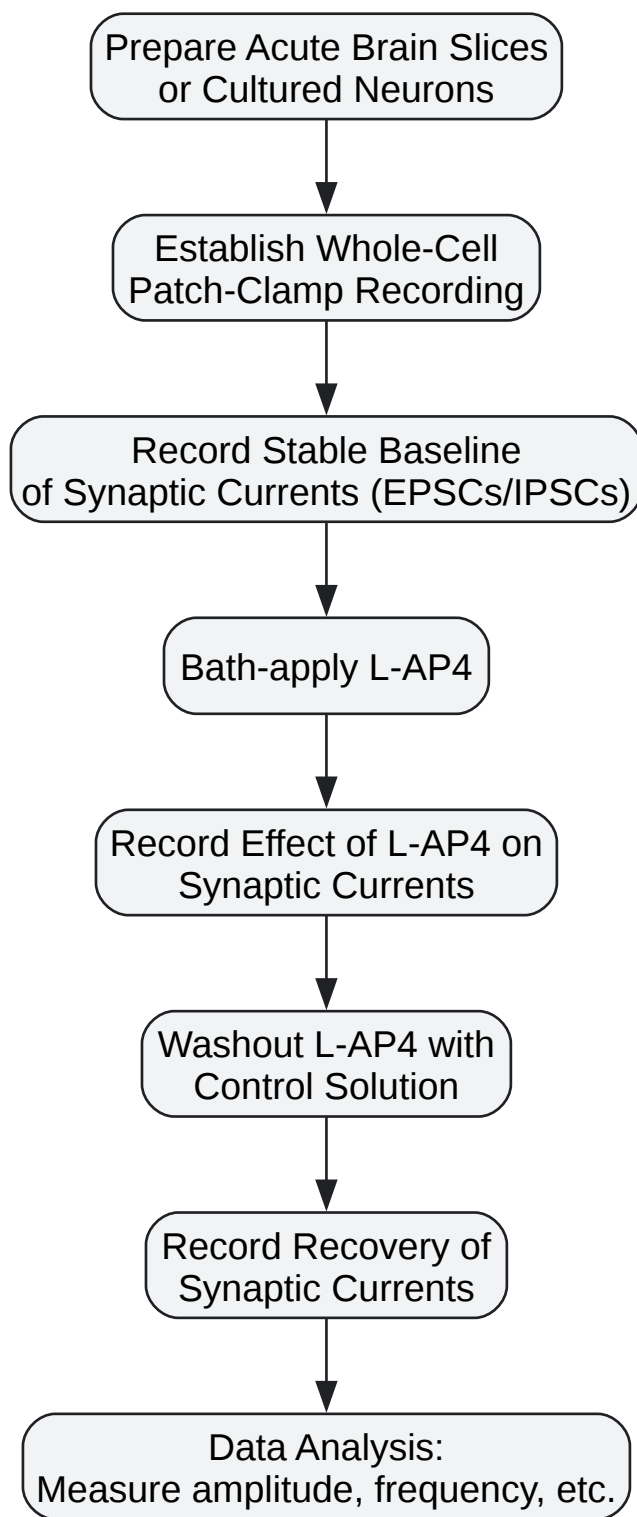 Prepare Acute Brain Slices
or Cultured Neurons
Establish Whole-Cell
Patch-Clamp Recording
Record Stable Baseline
of Synaptic Currents (EPSCs/IPSCs)
Bath-apply L-AP4
Record Effect of L-AP4 on
Synaptic Currents
Washout L-AP4 with
Control Solution
Record Recovery of
Synaptic Currents
Data Analysis:
Measure amplitude, frequency, etc.